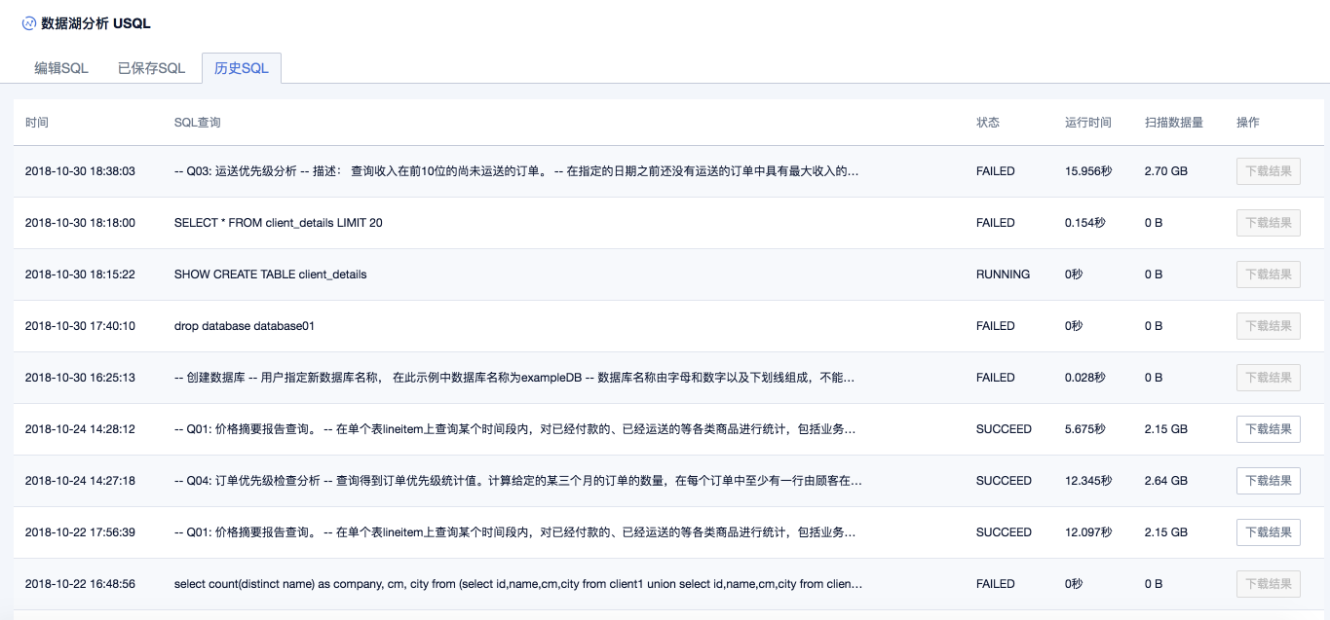 数据湖分析 USQL
编辑SQL 已保存SQL 历史SQL
时间 SQL查询 状态 运行时间 扫描数据量 操作
2018-10-30 18:38:03 -- Q03: 运送优先级分析 -- 描述： 查询收入在前10位的尚未运送的订单。 -- 在指定的日期之前还没有运送的订单中具有最大收入的... FAILED 15.956秒 2.70 GB 下载结果
2018-10-30 18:18:00 SELECT * FROM client_details LIMIT 20 FAILED 0.154秒 0 B 下载结果
2018-10-30 18:15:22 SHOW CREATE TABLE client_details RUNNING 0秒 0 B 下载结果
2018-10-30 17:40:10 drop database database01 FAILED 0秒 0 B 下载结果
2018-10-30 16:25:13 -- 创建数据库 -- 用户指定新数据库名称， 在此示例中数据库名称为exampleDB -- 数据库名称由字母和数字以及下划线组成，不能... FAILED 0.028秒 0 B 下载结果
2018-10-24 14:28:12 -- Q01: 价格摘要报告查询。 -- 在单个表lineitem上查询某个时间段内，对已经付款的、已经运送的等各类商品进行统计，包括业务... SUCCEED 5.675秒 2.15 GB 下载结果
2018-10-24 14:27:18 -- Q04: 订单优先级检查分析 -- 查询得到订单优先级统计值。计算给定的某三个月的订单的数量，在每个订单中至少有一行由顾客在... SUCCEED 12.345秒 2.64 GB 下载结果
2018-10-22 17:56:39 -- Q01: 价格摘要报告查询。 -- 在单个表lineitem上查询某个时间段内，对已经付款的、已经运送的等各类商品进行统计，包括业务... SUCCEED 12.097秒 2.15 GB 下载结果
2018-10-22 16:48:56 select count(distinct name) as company, cm, city from (select id,name,cm,city from client1 union select id,name,cm,city from clien... FAILED 0秒 0 B 下载结果